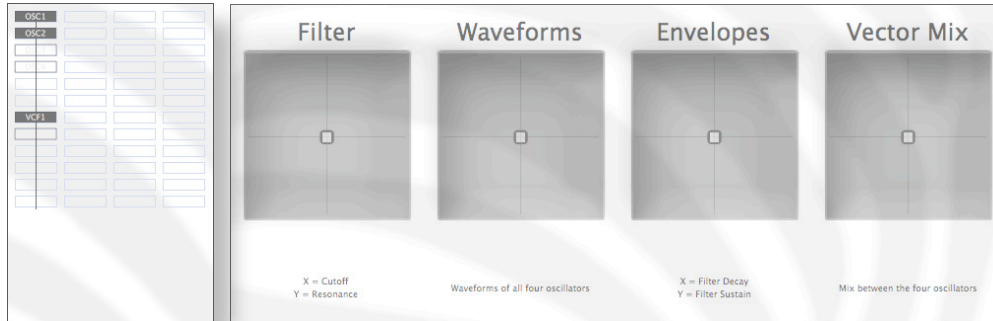 OSC1
OSC2
VCF1
Filter
Waveforms
Envelopes
Vector Mix
X = Cutoff
Y = Resonance
Waveforms of all four oscillators
X = Filter Decay
Y = Filter Sustain
Mix between the four oscillators